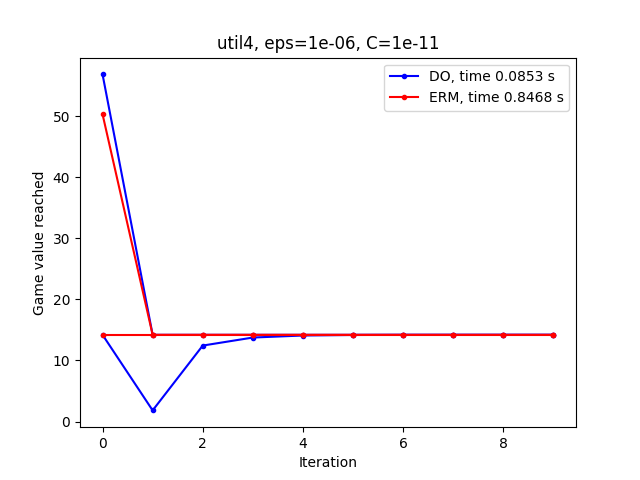 util4, eps=1e-06, C=1e-11
DO, time 0.0853 s
ERM, time 0.8468 s
Game value reached
50
40
30
20
10
0
0 2 4 6 8
Iteration